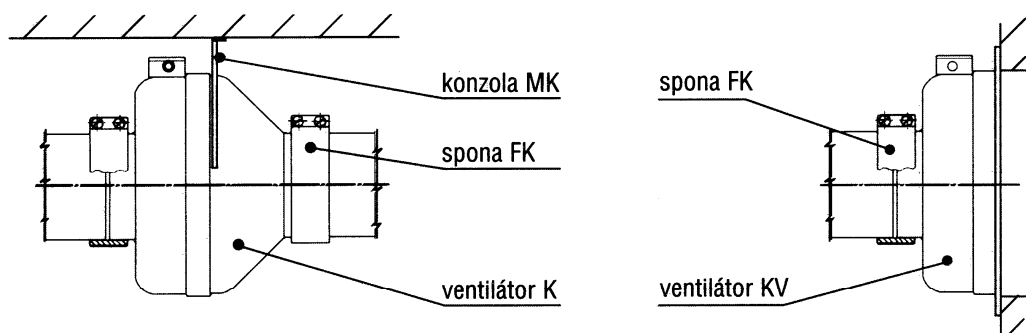 konzola MK
spona FK
ventilátor K
spona FK
ventilátor KV